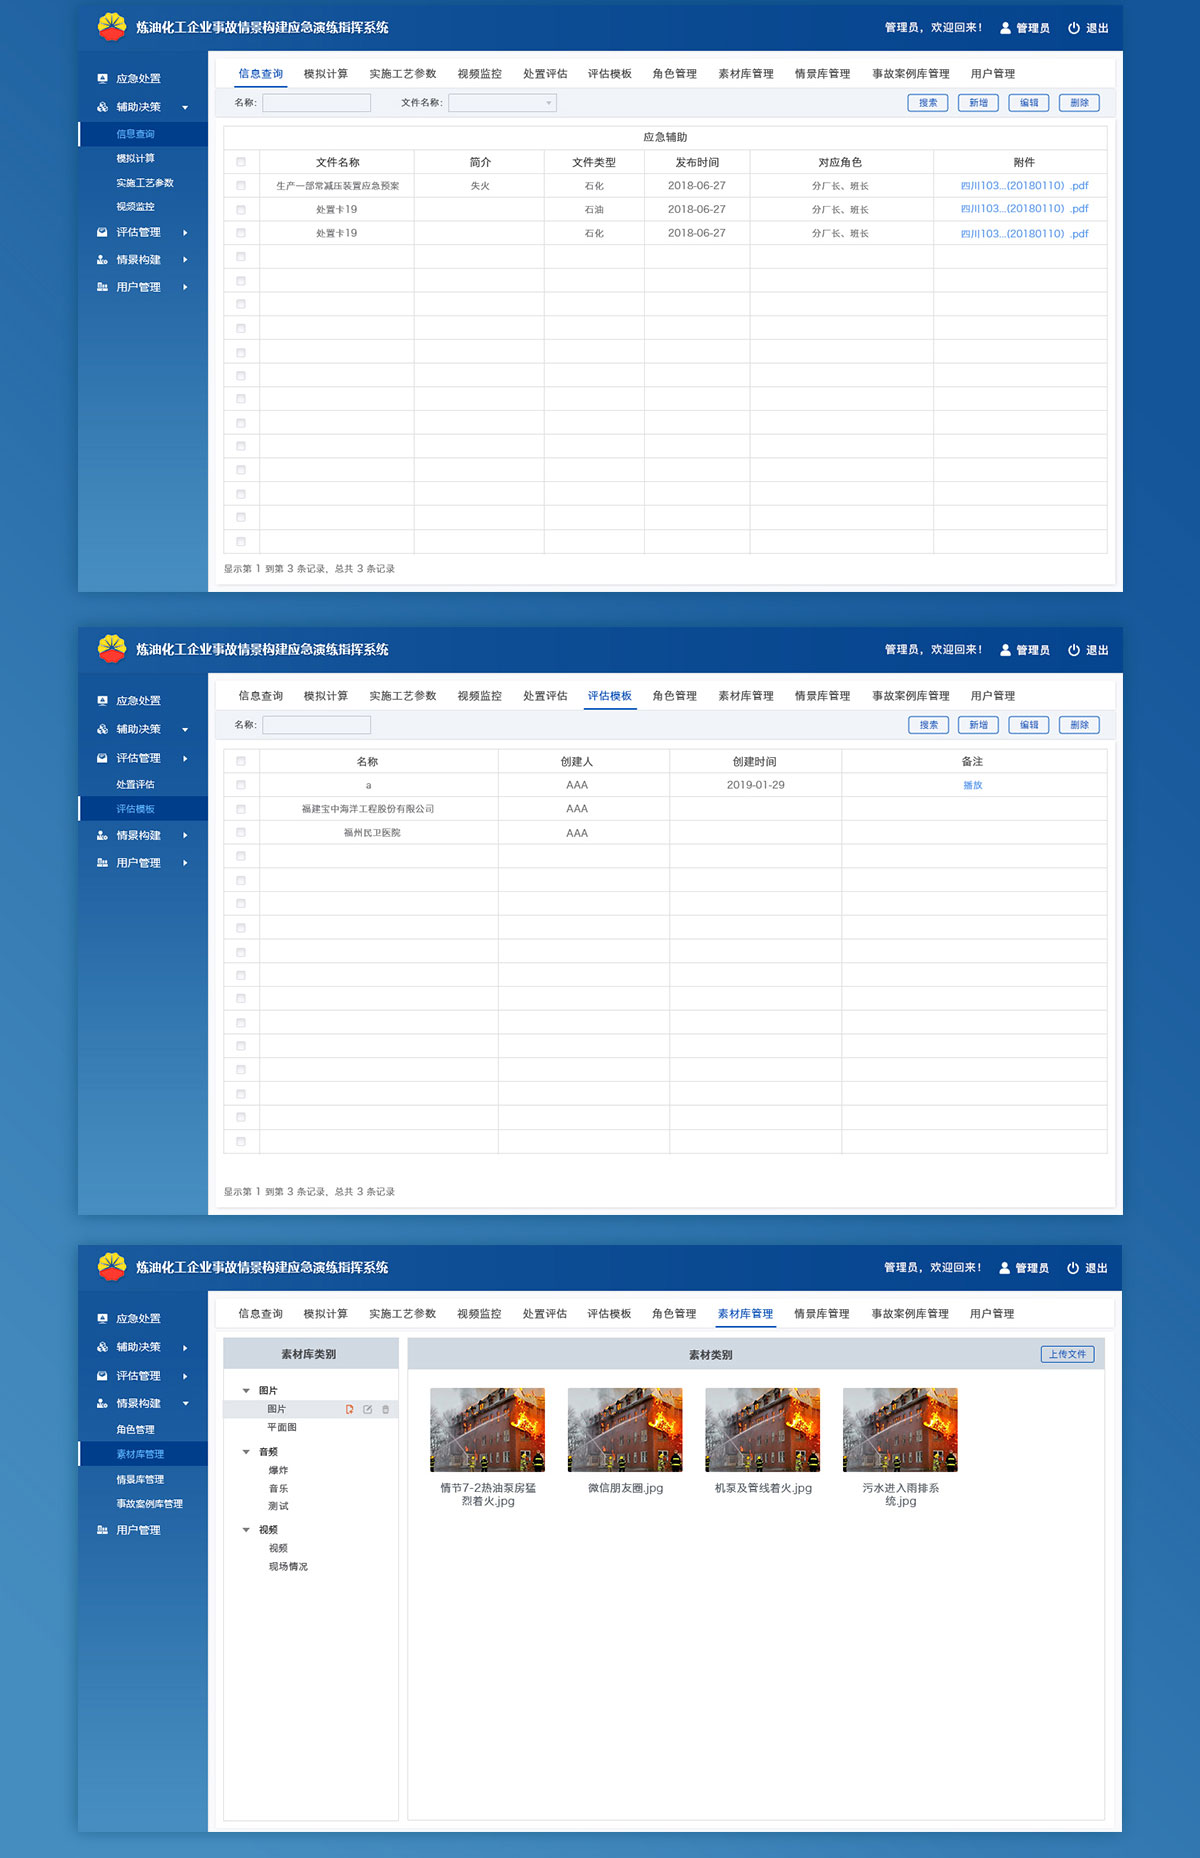 炼油化工企业事故情景构建应急演练指挥系统
管理员，欢迎回来！ 管理员 退出
应急处置
辅助决策
信息查询
模拟计算
实施工艺参数
视频监控
评估管理
情景构建
用户管理
信息查询 模拟计算 实施工艺参数 视频监控 处置评估 评估模板 角色管理 素材库管理 情景库管理 事故案例库管理 用户管理
名称: 文件名称: 搜索 新增 编辑 删除
应急辅助
文件名称 简介 文件类型 发布时间 对应角色 附件
生产一部常减压装置应急预案 失火 石化 2018-06-27 分厂长、班长 四川103...(20180110）.pdf
处置卡19 石油 2018-06-27 分厂长、班长 四川103...(20180110）.pdf
处置卡19 石化 2018-06-27 分厂长、班长 四川103...(20180110）.pdf
显示第 1 到第 3 条记录，总共 3 条记录
炼油化工企业事故情景构建应急演练指挥系统
管理员，欢迎回来！ 管理员 退出
应急处置
辅助决策
评估管理
处置评估
评估模板
情景构建
用户管理
信息查询 模拟计算 实施工艺参数 视频监控 处置评估 评估模板 角色管理 素材库管理 情景库管理 事故案例库管理 用户管理
名称: 搜索 新增 编辑 删除
名称 创建人 创建时间 备注
a AAA 2019-01-29 播放
福建宝中海洋工程股份有限公司 AAA
福州民卫医院 AAA
显示第 1 到第 3 条记录，总共 3 条记录
炼油化工企业事故情景构建应急演练指挥系统
管理员，欢迎回来！ 管理员 退出
应急处置
辅助决策
评估管理
情景构建
角色管理
素材库管理
情景库管理
事故案例库管理
用户管理
信息查询 模拟计算 实施工艺参数 视频监控 处置评估 评估模板 角色管理 素材库管理 情景库管理 事故案例库管理 用户管理
素材库类别
图片
图片
平面图
音频
爆炸
音乐
测试
视频
视频
现场情况
素材类别 上传文件
情节7-2热油泵房猛
烈着火.jpg
微信朋友圈.jpg
机泵及管线着火.jpg
污水进入雨排系
统.jpg